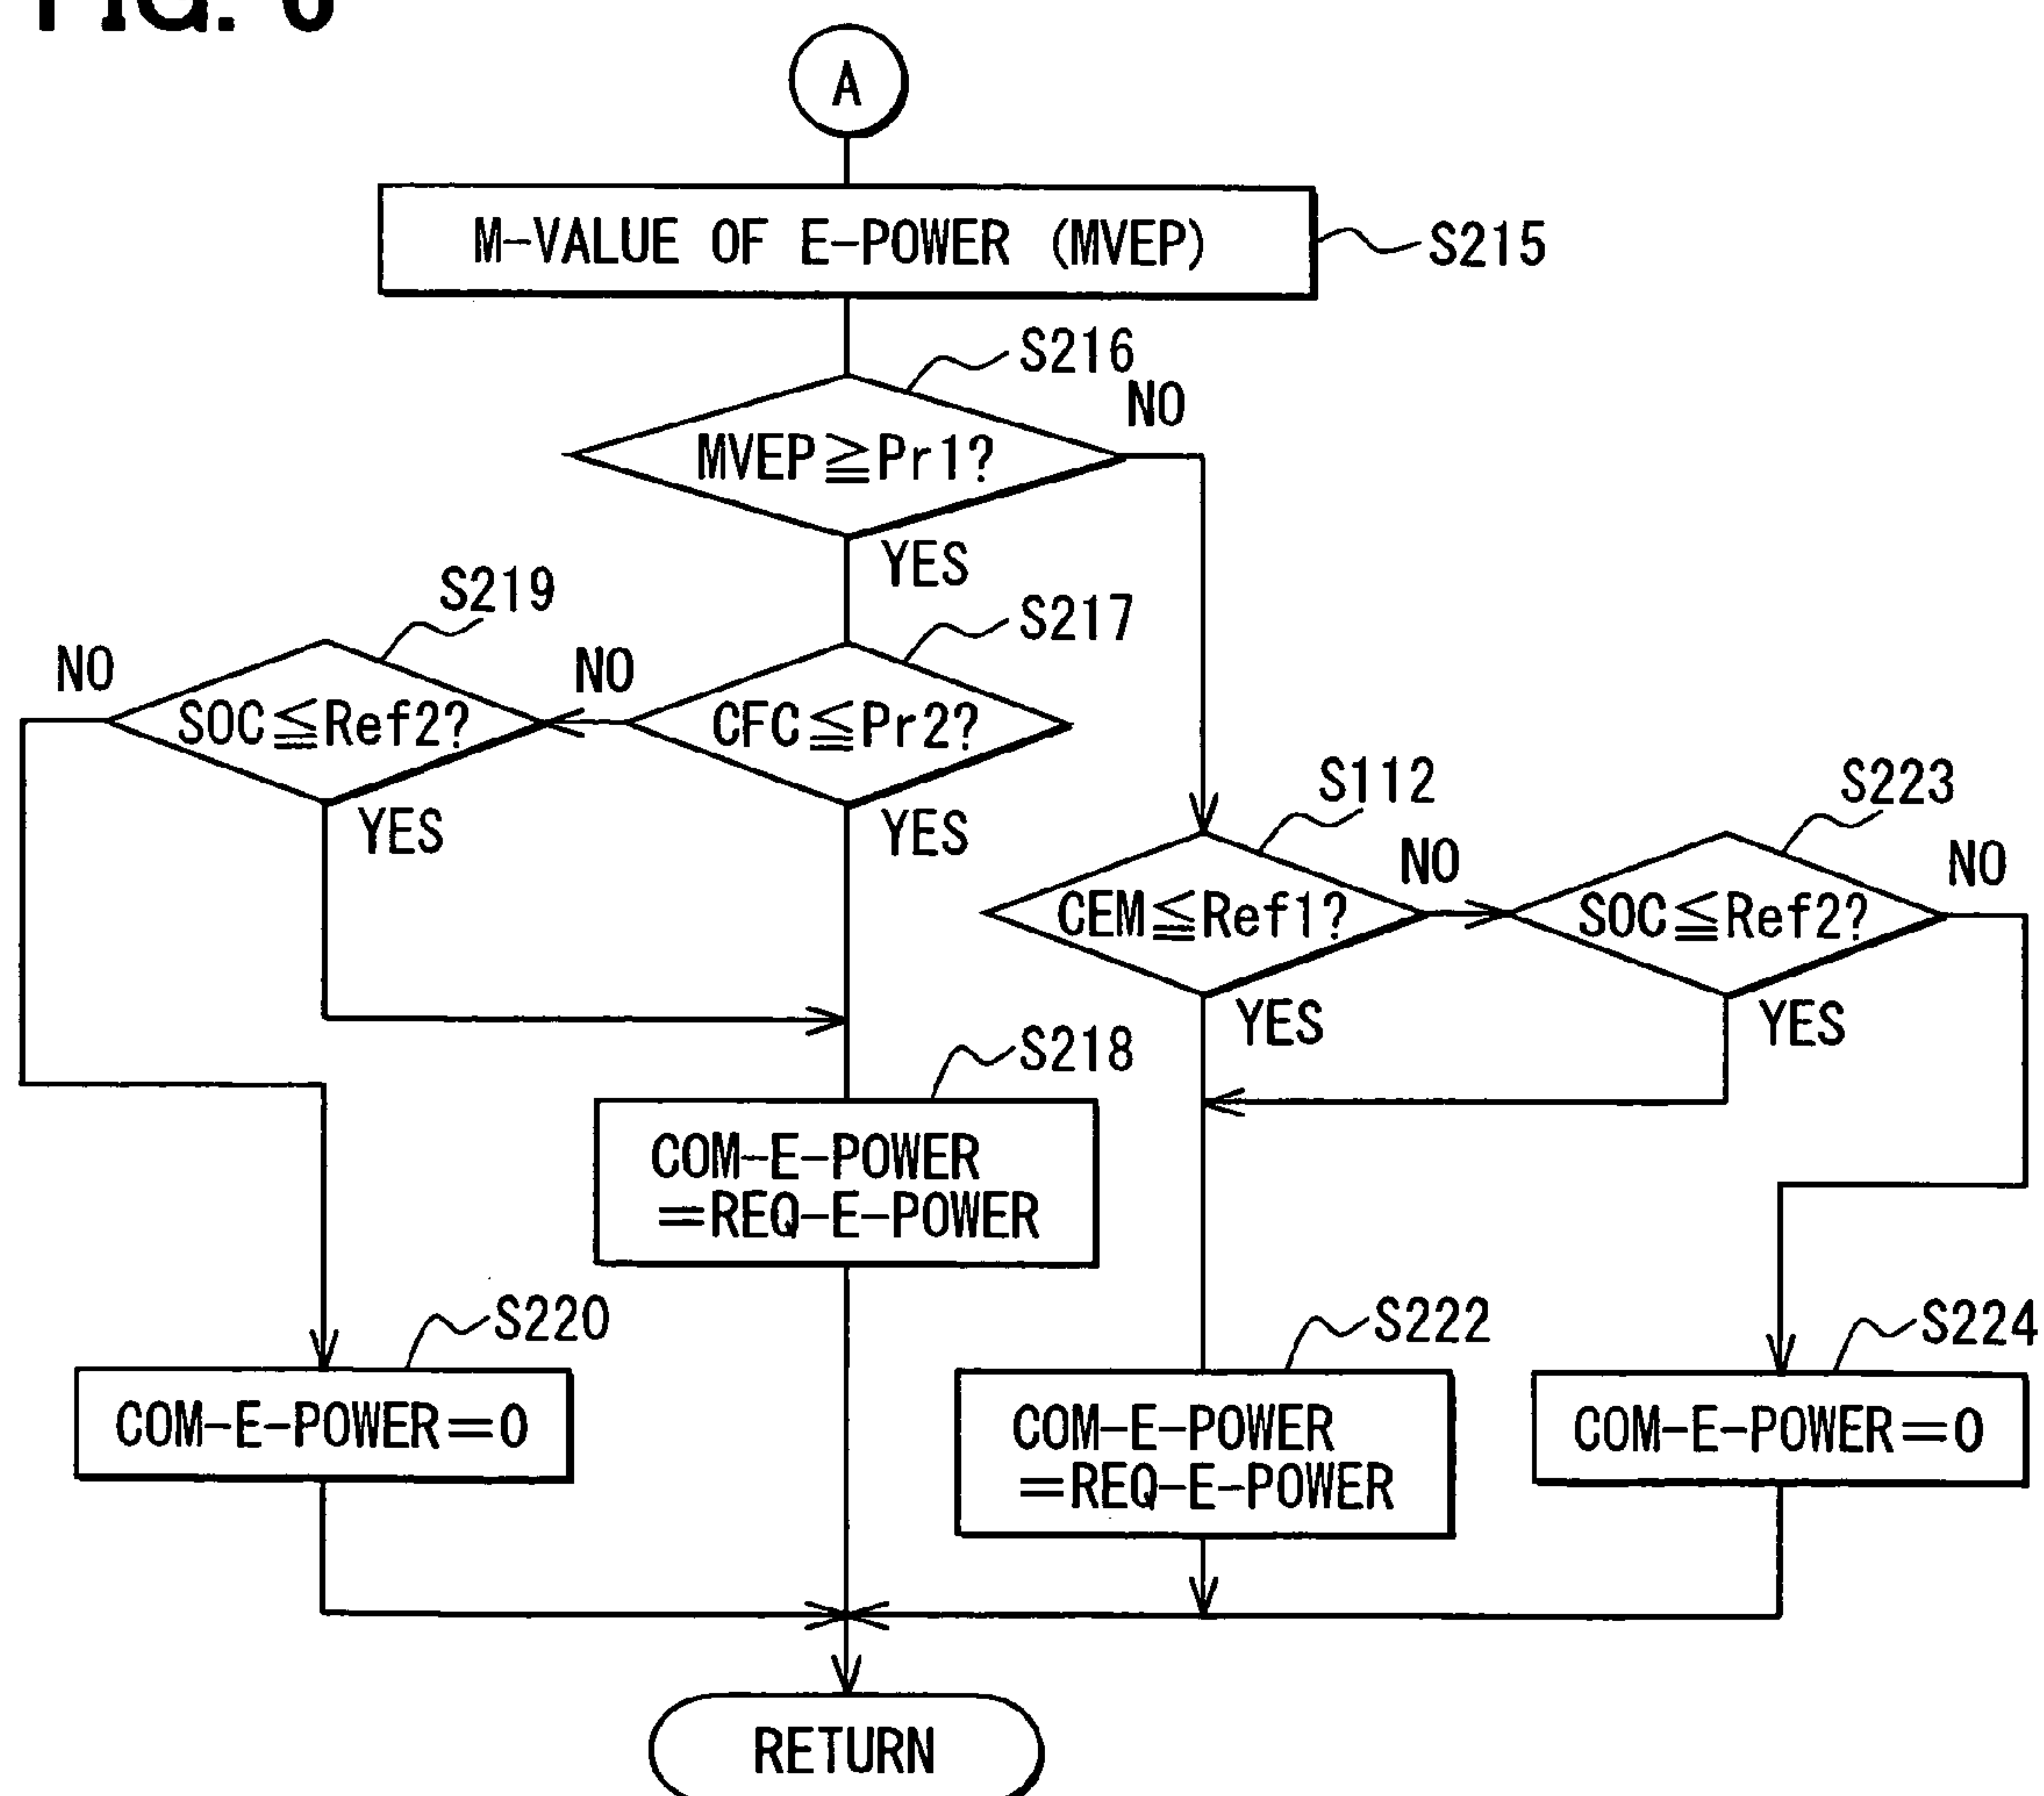 A
M-VALUE OF E-POWER (MVEP)
S215
S216
NO
MVEP≧Pr1?
YES
S219
S217
NO
NO
SOC≦Ref2?
CFC≦Pr2?
YES
YES
S112
S223
NO
NO
CEM≦Ref1?
SOC≦Ref2?
YES
YES
S218
COM-E-POWER
=REQ-E-POWER
S220
S222
S224
COM-E-POWER=0
COM-E-POWER
=REQ-E-POWER
COM-E-POWER=0
RETURN